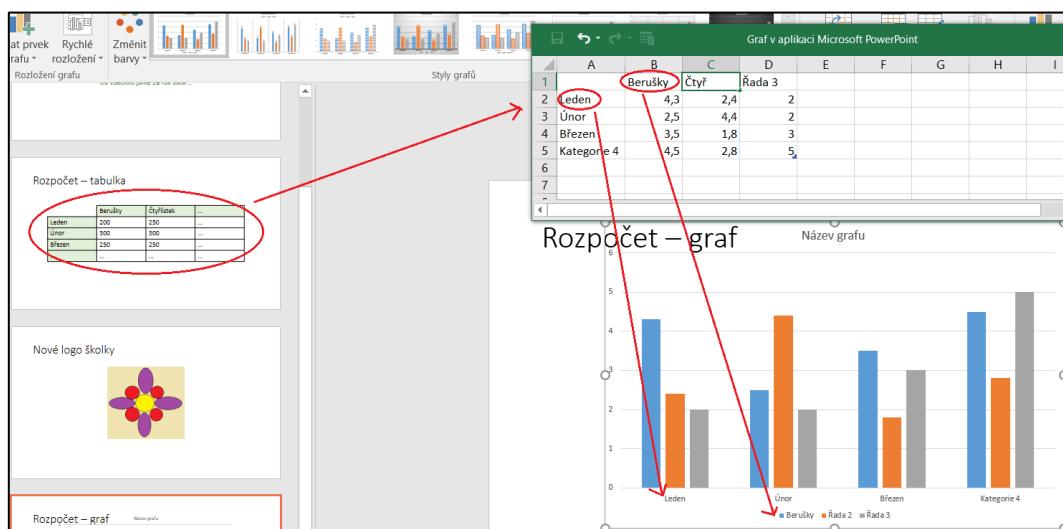 at prvek Rychlé Změnit
rafu rozložení barvy
Rozložení grafu
Styly grafů
Rozpočet – tabulka
Berušky Čtyřlístek ...
Leden 200 250 ...
Únor 300 300 ...
Březen 250 250 ...
... ... ... ...
Nové logo školky
Rozpočet – graf Název grafu
Graf v aplikaci Microsoft PowerPoint
A B C D E F G H I
1 Berušky Čtyř Řada 3
2 Leden 4,3 2,4 2
3 Únor 2,5 4,4 2
4 Březen 3,5 1,8 3
5 Kategorie 4 4,5 2,8 5
6
7
Rozpočet – graf
Název grafu
6
5
4
3
2
1
0
Leden Únor Březen Kategorie 4
Berušky Řada 2 Řada 3